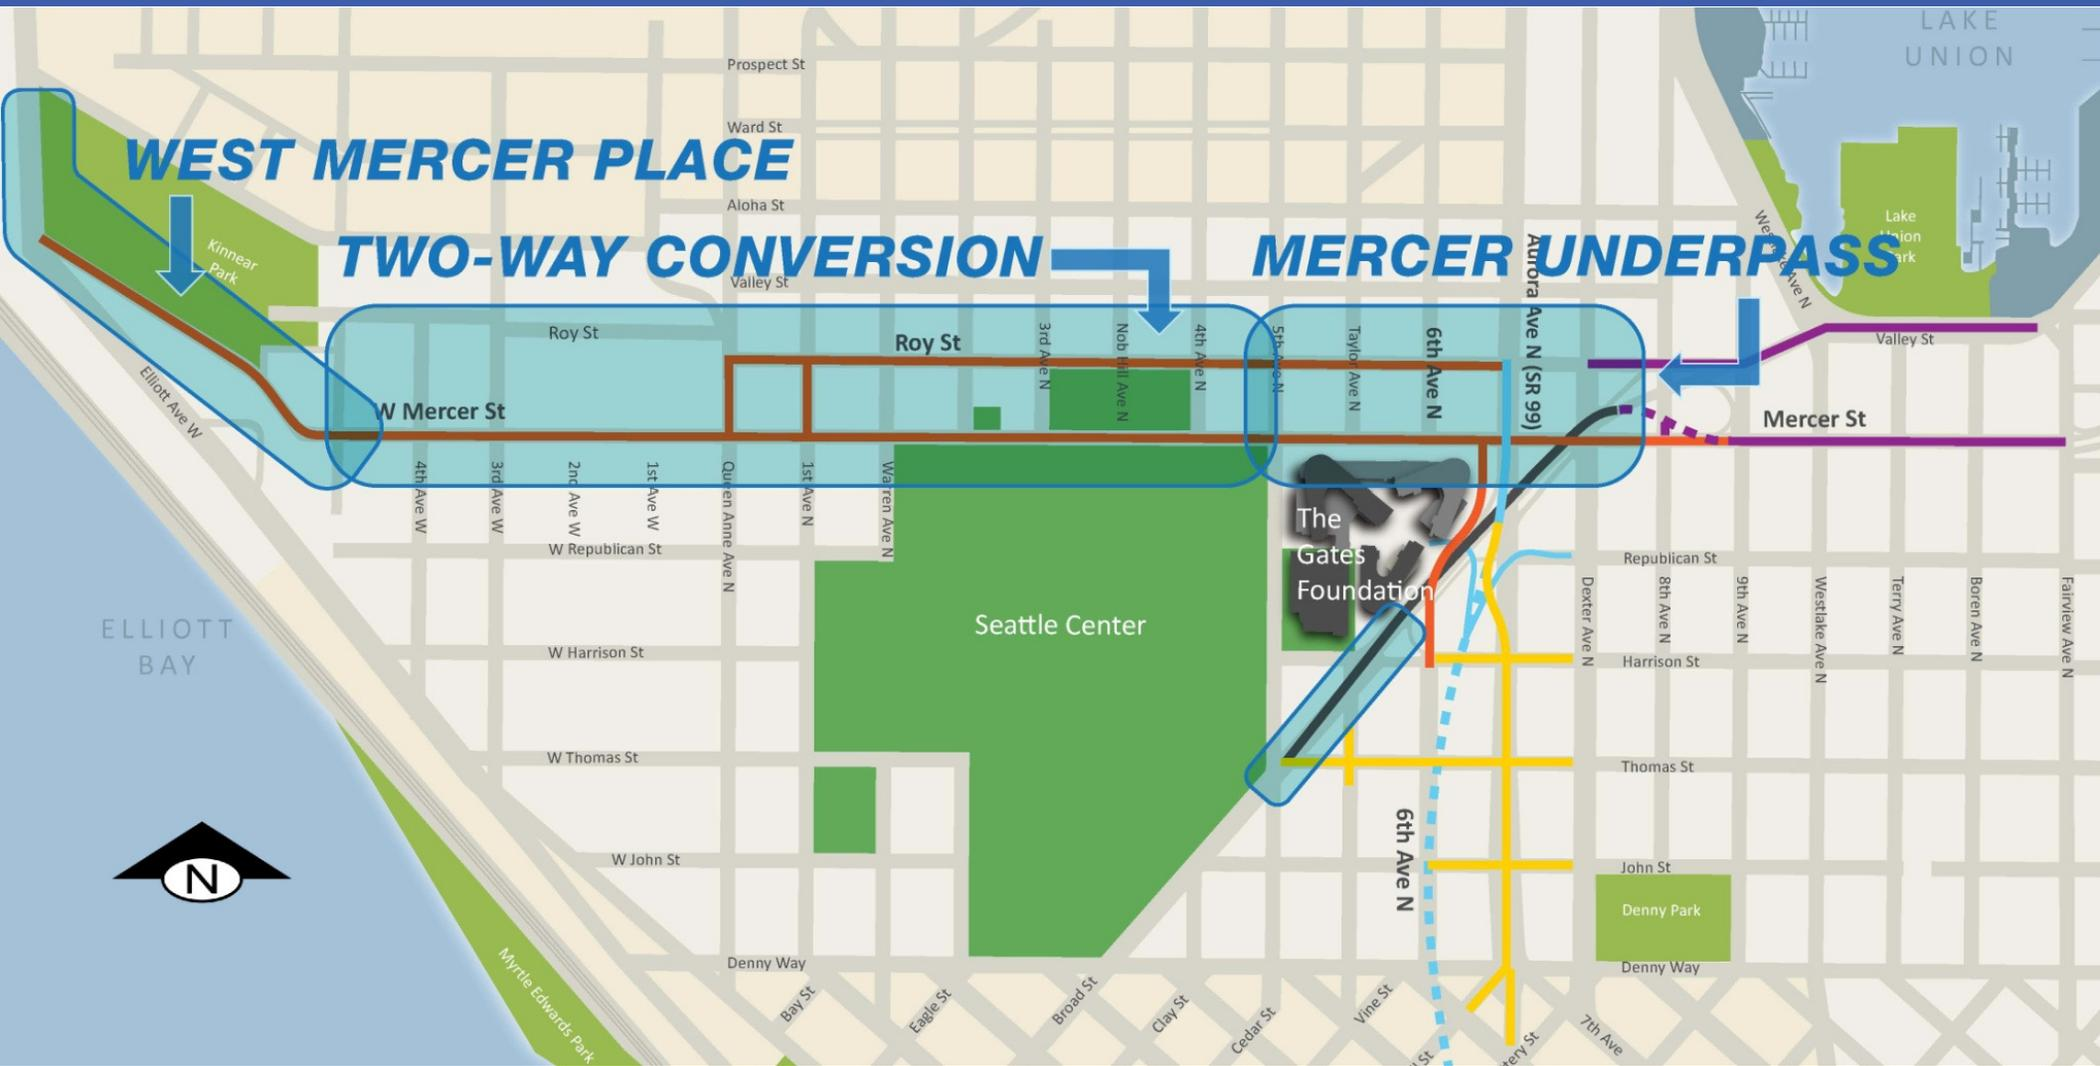 LAKE
UNION
Prospect St
Ward St
WEST MERCER PLACE
Aloha St
Lake
Union
Park
Kinnear
Park
TWO-WAY CONVERSION
MERCER UNDERPASS
Westlake Ave N
Valley St
Roy St
Roy St
3rd Ave N
Nob Hill Ave N
4th Ave N
5th Ave N
Taylor Ave N
6th Ave N
Aurora Ave N (SR 99)
Valley St
Elliott Ave W
W Mercer St
Mercer St
4th Ave W
3rd Ave W
2nd Ave W
1st Ave W
Queen Anne Ave N
1st Ave N
Warren Ave N
The
Gates
Foundation
W Republican St
Republican St
Dexter Ave N
8th Ave N
9th Ave N
Westlake Ave N
Terry Ave N
Boren Ave N
Fairview Ave N
ELLIOTT
BAY
Seattle Center
W Harrison St
Harrison St
W Thomas St
Thomas St
6th Ave N
N
W John St
John St
Denny Park
Denny Way
Denny Way
Myrtle Edwards Park
Bay St
Eagle St
Broad St
Clay St
Cedar St
Vine St
St
7th Ave